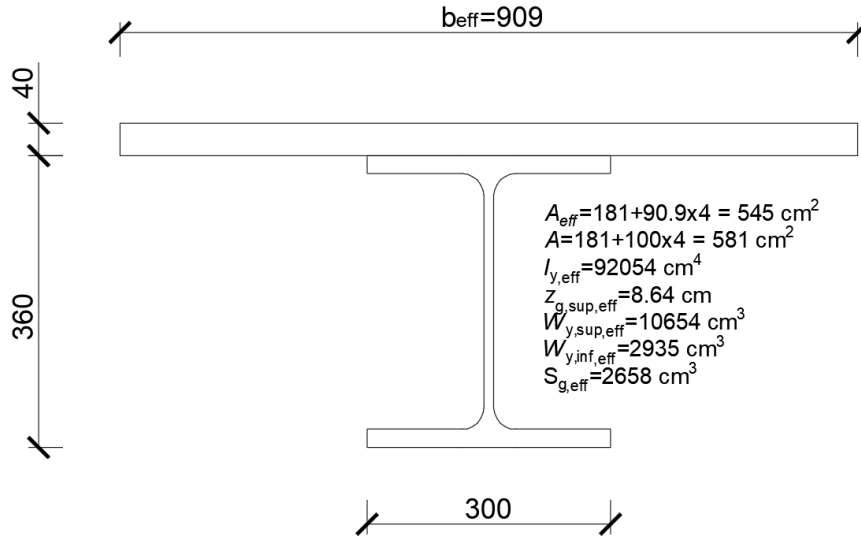 beff=909
40
360
Aeff=181+90.9x4 = 545 cm²
A=181+100x4 = 581 cm²
Iy,eff=92054 cm⁴
zg,sup,eff=8.64 cm
Wy,sup,eff=10654 cm³
Wy,inf,eff=2935 cm³
Sg,eff=2658 cm³
300